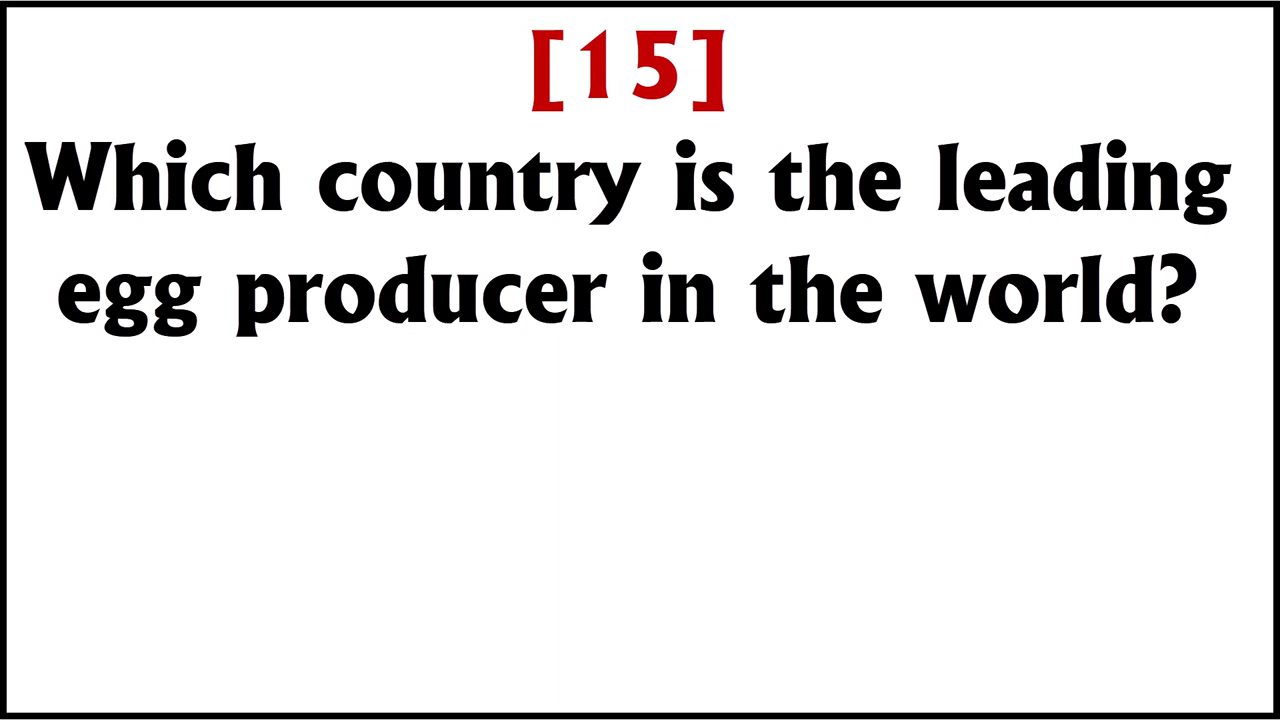 [15]
Which country is the leading
egg producer in the world?